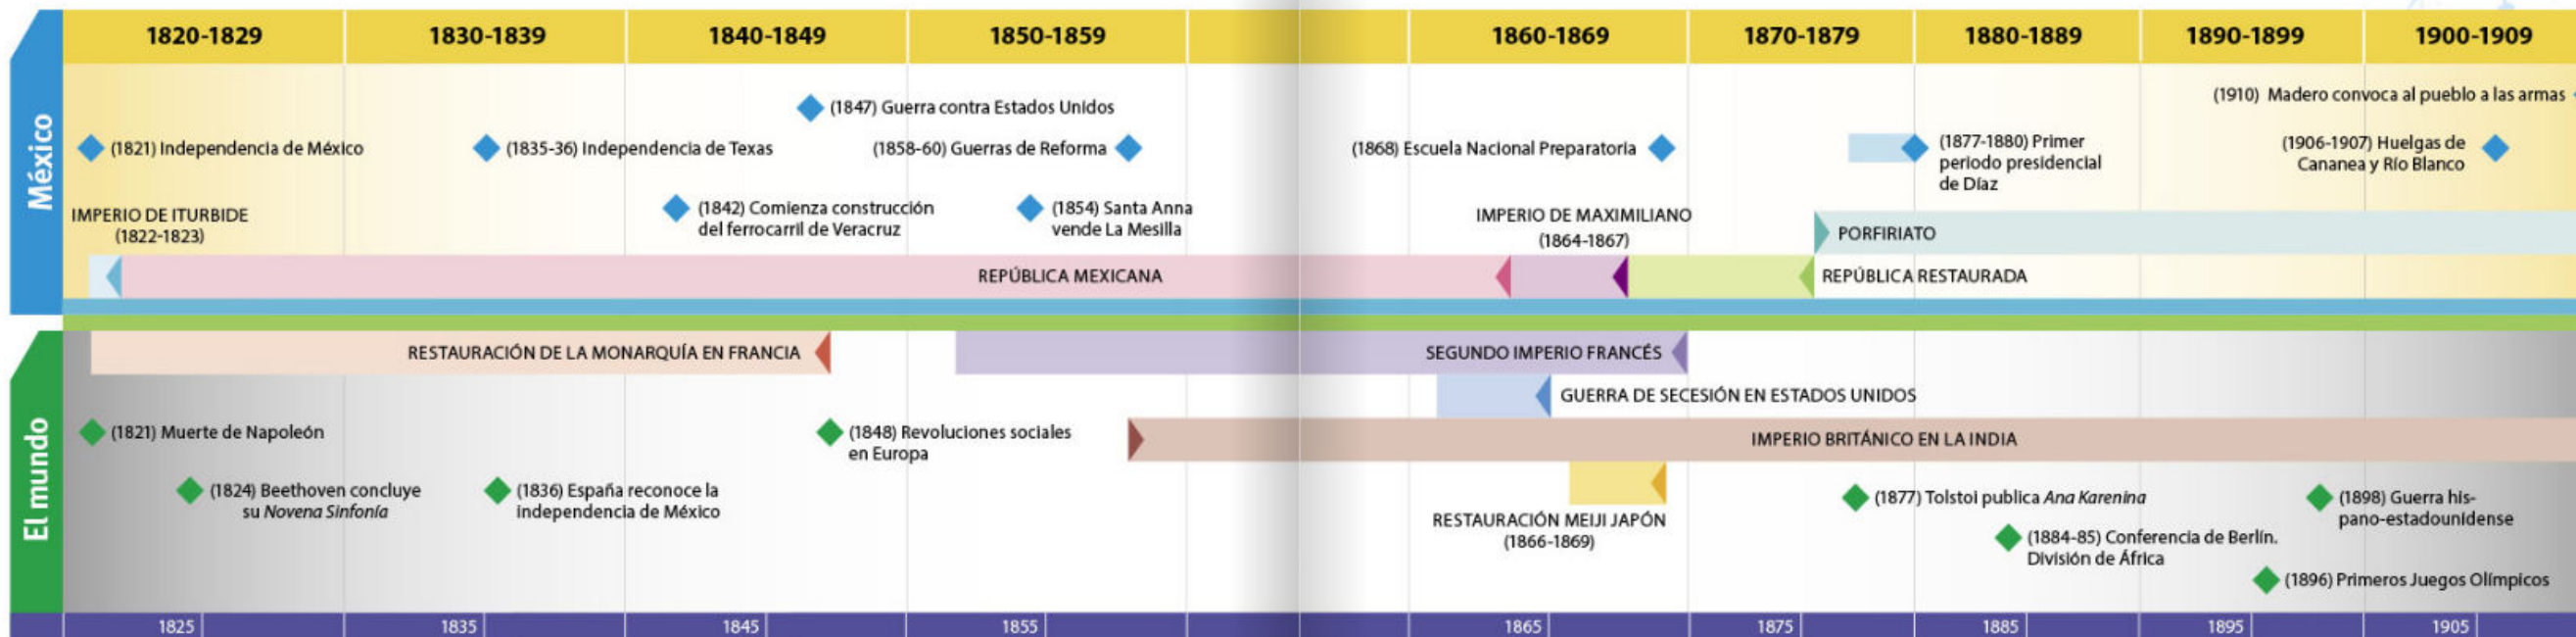 1820-1829
1830-1839
1840-1849
1850-1859
1860-1869
1870-1879
1880-1889
1890-1899
1900-1909
México
(1847) Guerra contra Estados Unidos
(1910) Madero convoca al pueblo a las armas
(1821) Independencia de México
(1835-36) Independencia de Texas
(1858-60) Guerras de Reforma
(1868) Escuela Nacional Preparatoria
(1877-1880) Primer
periodo presidencial
de Díaz
(1906-1907) Huelgas de
Cananea y Río Blanco
IMPERIO DE ITURBIDE
(1822-1823)
(1842) Comienza construcción
del ferrocarril de Veracruz
(1854) Santa Anna
vende La Mesilla
IMPERIO DE MAXIMILIANO
(1864-1867)
PORFIRIATO
REPÚBLICA MEXICANA
REPÚBLICA RESTAURADA
El mundo
RESTAURACIÓN DE LA MONARQUÍA EN FRANCIA
SEGUNDO IMPERIO FRANCÉS
GUERRA DE SECESIÓN EN ESTADOS UNIDOS
(1821) Muerte de Napoleón
(1848) Revoluciones sociales
en Europa
IMPERIO BRITÁNICO EN LA INDIA
(1824) Beethoven concluye
su Novena Sinfonía
(1836) España reconoce la
independencia de México
RESTAURACIÓN MEIJI JAPÓN
(1866-1869)
(1877) Tolstoi publica Ana Karenina
(1898) Guerra his-
pano-estadounidense
(1884-85) Conferencia de Berlín.
División de África
(1896) Primeros Juegos Olímpicos
1825
1835
1845
1855
1865
1875
1885
1895
1905